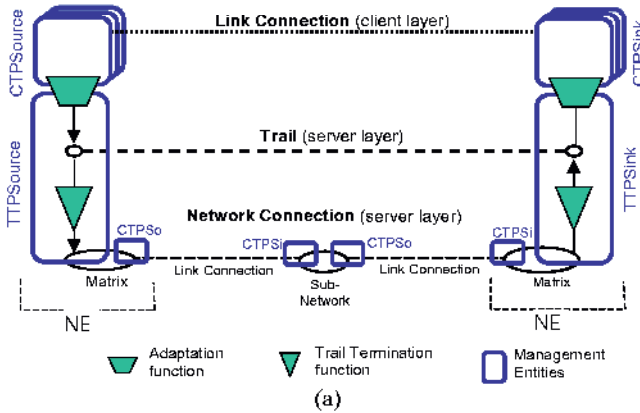 Link Connection (client layer)
CTPSource
CTPSink
Trail (server layer)
TTPSource
TTPSink
Network Connection (server layer)
CTPSo
CTPSi
CTPSo
CTPSi
Link Connection
Link Connection
Matrix
Sub-
Network
Matrix
NE
NE
Adaptation
function
Trail Termination
function
Management
Entities
(a)